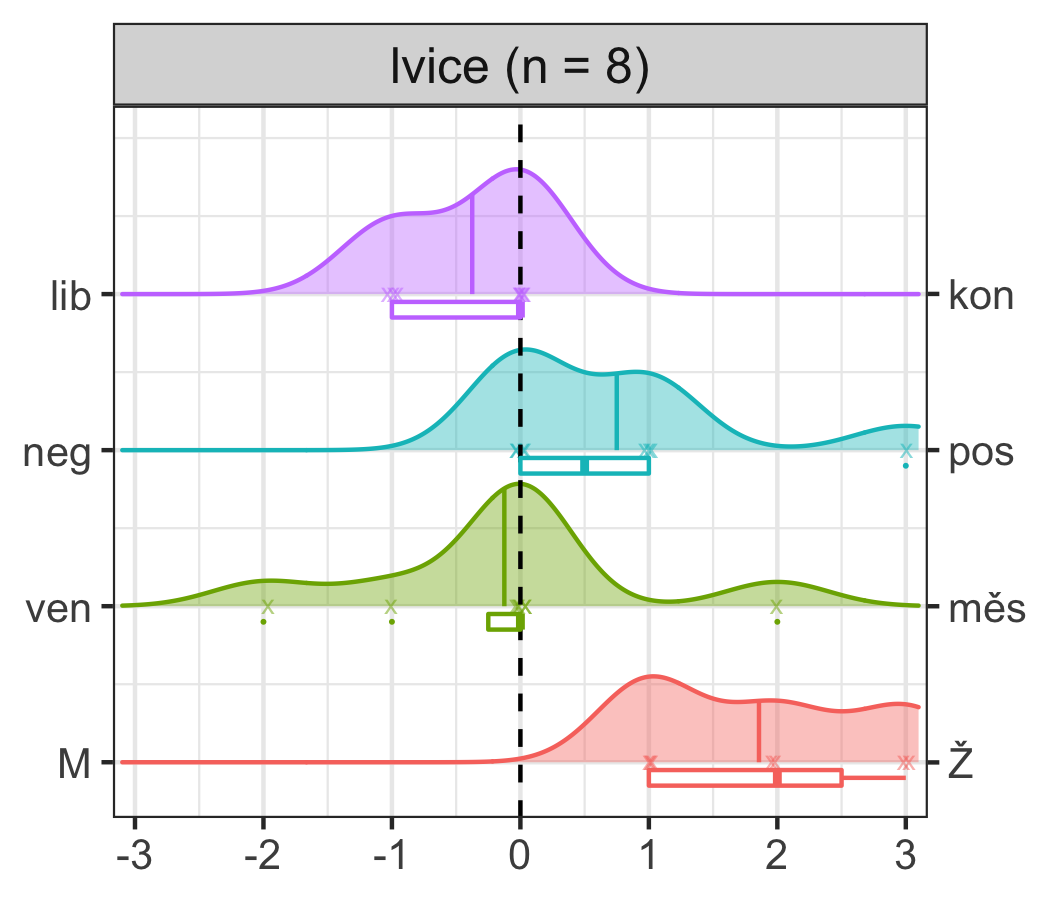 lvice (n = 8)
lib kon
neg pos
ven měs
M Ž
-3 -2 -1 0 1 2 3